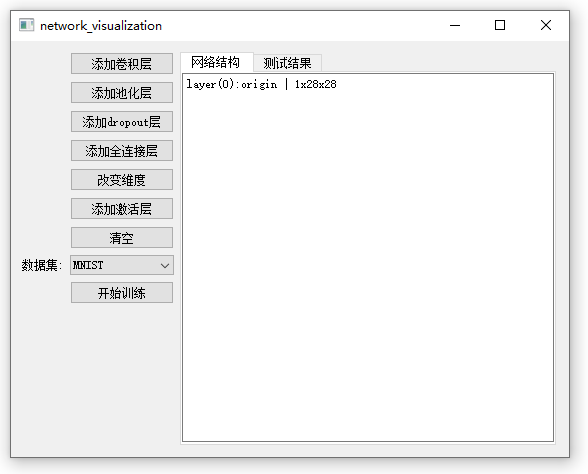 network_visualization
添加卷积层
添加池化层
添加dropout层
添加全连接层
改变维度
添加激活层
清空
数据集: MNIST
开始训练
网络结构 测试结果
layer(0):origin | 1x28x28